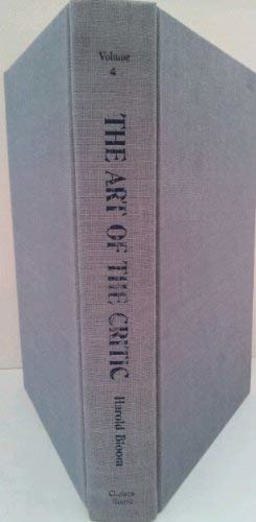 Volume
4
THE ART OF THE CRITIC
Harold Bloom
Chelsea
House